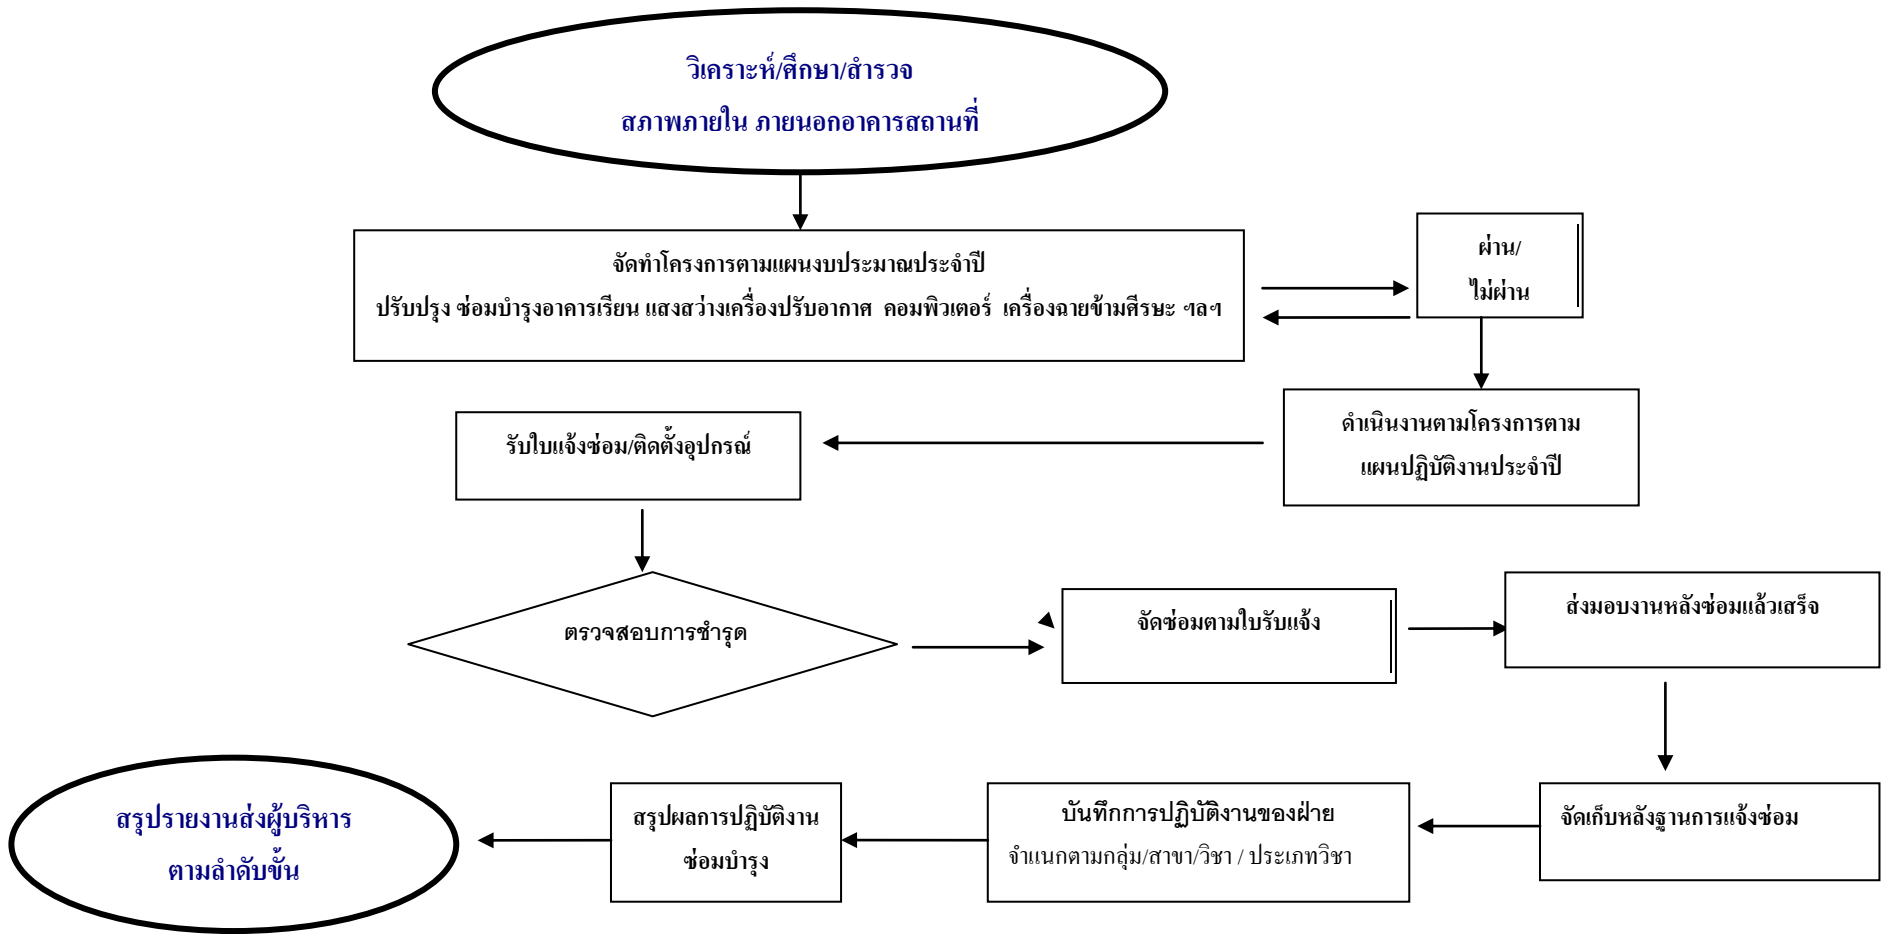 วิเคราะห์/ศึกษา/สำรวจ
สภาพภายใน ภายนอกอาคารสถานที่
จัดทำโครงการตามแผนงบประมาณประจำปี
ปรับปรุง ซ่อมบำรุงอาคารเรียน แสงสว่างเครื่องปรับอากาศ คอมพิวเตอร์ เครื่องฉายข้ามศีรษะ ฯลฯ
ผ่าน/
ไม่ผ่าน
ดำเนินงานตามโครงการตาม
แผนปฏิบัติงานประจำปี
รับใบแจ้งซ่อม/ติดตั้งอุปกรณ์
ตรวจสอบการชำรุด
จัดซ่อมตามใบรับแจ้ง
ส่งมอบงานหลังซ่อมแล้วเสร็จ
จัดเก็บหลังฐานการแจ้งซ่อม
บันทึกการปฏิบัติงานของฝ่าย
จำแนกตามกลุ่ม/สาขา/วิชา / ประเภทวิชา
สรุปผลการปฏิบัติงาน
ซ่อมบำรุง
สรุปรายงานส่งผู้บริหาร
ตามลำดับขั้น